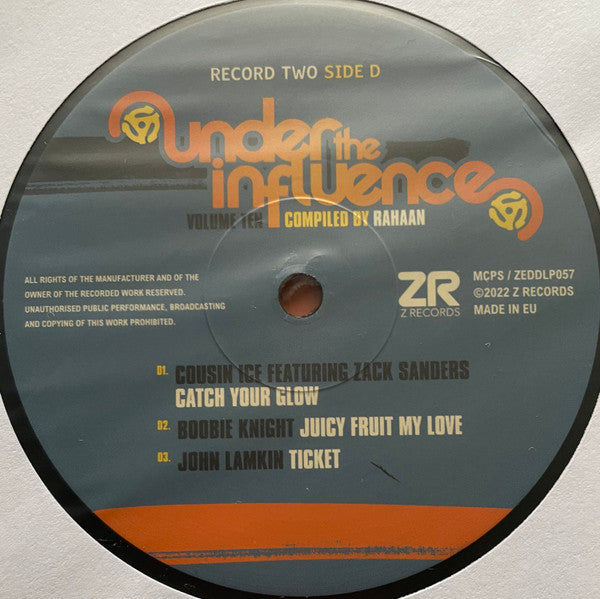 RECORD TWO SIDE D
under the
influence
VOLUME TEN COMPILED BY RAHAAN
ALL RIGHTS OF THE MANUFACTURER AND OF THE
OWNER OF THE RECORDED WORK RESERVED.
UNAUTHORISED PUBLIC PERFORMANCE, BROADCASTING
AND COPYING OF THIS WORK PROHIBITED.
ZR
Z RECORDS
MCPS / ZEDDLP057
©2022 Z RECORDS
MADE IN EU
D1. COUSIN ICE FEATURING ZACK SANDERS
CATCH YOUR GLOW
D2. BOOBIE KNIGHT JUICY FRUIT MY LOVE
D3. JOHN LAMKIN TICKET